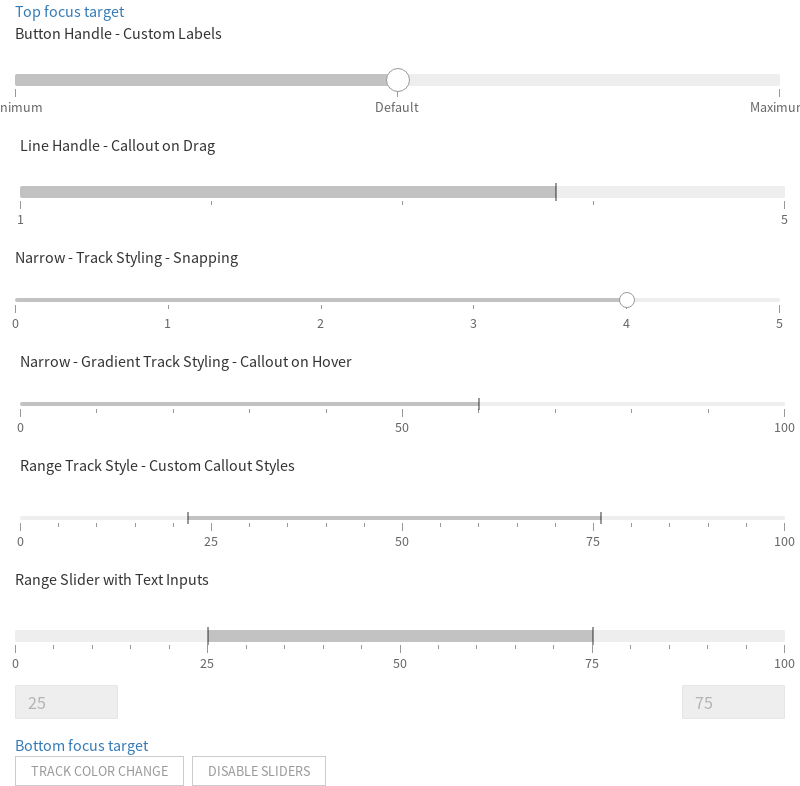 Top focus target
Button Handle - Custom Labels
nimum Default Maximur
Line Handle - Callout on Drag
1 5
Narrow - Track Styling - Snapping
0 1 2 3 4 5
Narrow - Gradient Track Styling - Callout on Hover
0 50 100
Range Track Style - Custom Callout Styles
0 25 50 75 100
Range Slider with Text Inputs
0 25 50 75 100
25 75
Bottom focus target
TRACK COLOR CHANGE DISABLE SLIDERS